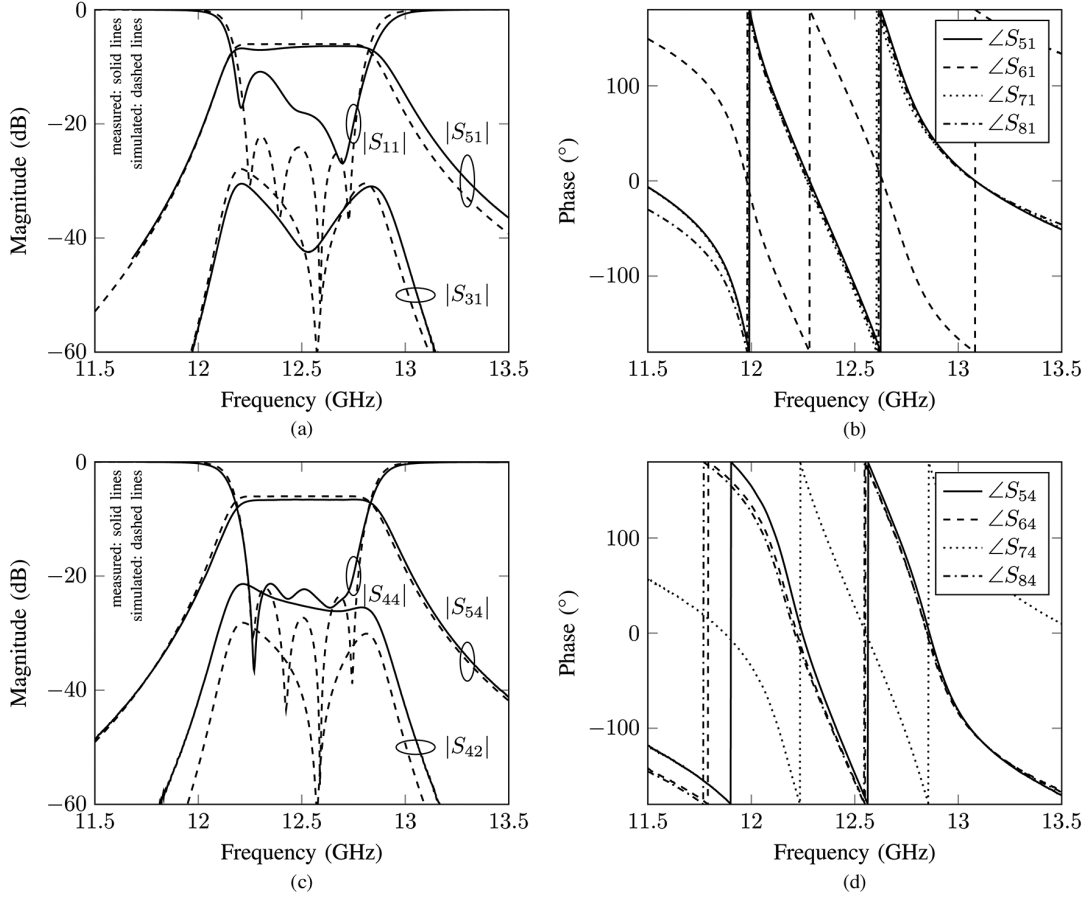 0
−20
−40
−60
Magnitude (dB)
measured: solid lines
simulated: dashed lines
|S51|
|S11|
|S31|
11.5 12 12.5 13 13.5
Frequency (GHz)
(a)
100
0
−100
Phase (°)
∠S51
∠S61
∠S71
∠S81
11.5 12 12.5 13 13.5
Frequency (GHz)
(b)
0
−20
−40
−60
Magnitude (dB)
measured: solid lines
simulated: dashed lines
|S44|
|S54|
|S42|
11.5 12 12.5 13 13.5
Frequency (GHz)
(c)
100
0
−100
Phase (°)
∠S54
∠S64
∠S74
∠S84
11.5 12 12.5 13 13.5
Frequency (GHz)
(d)